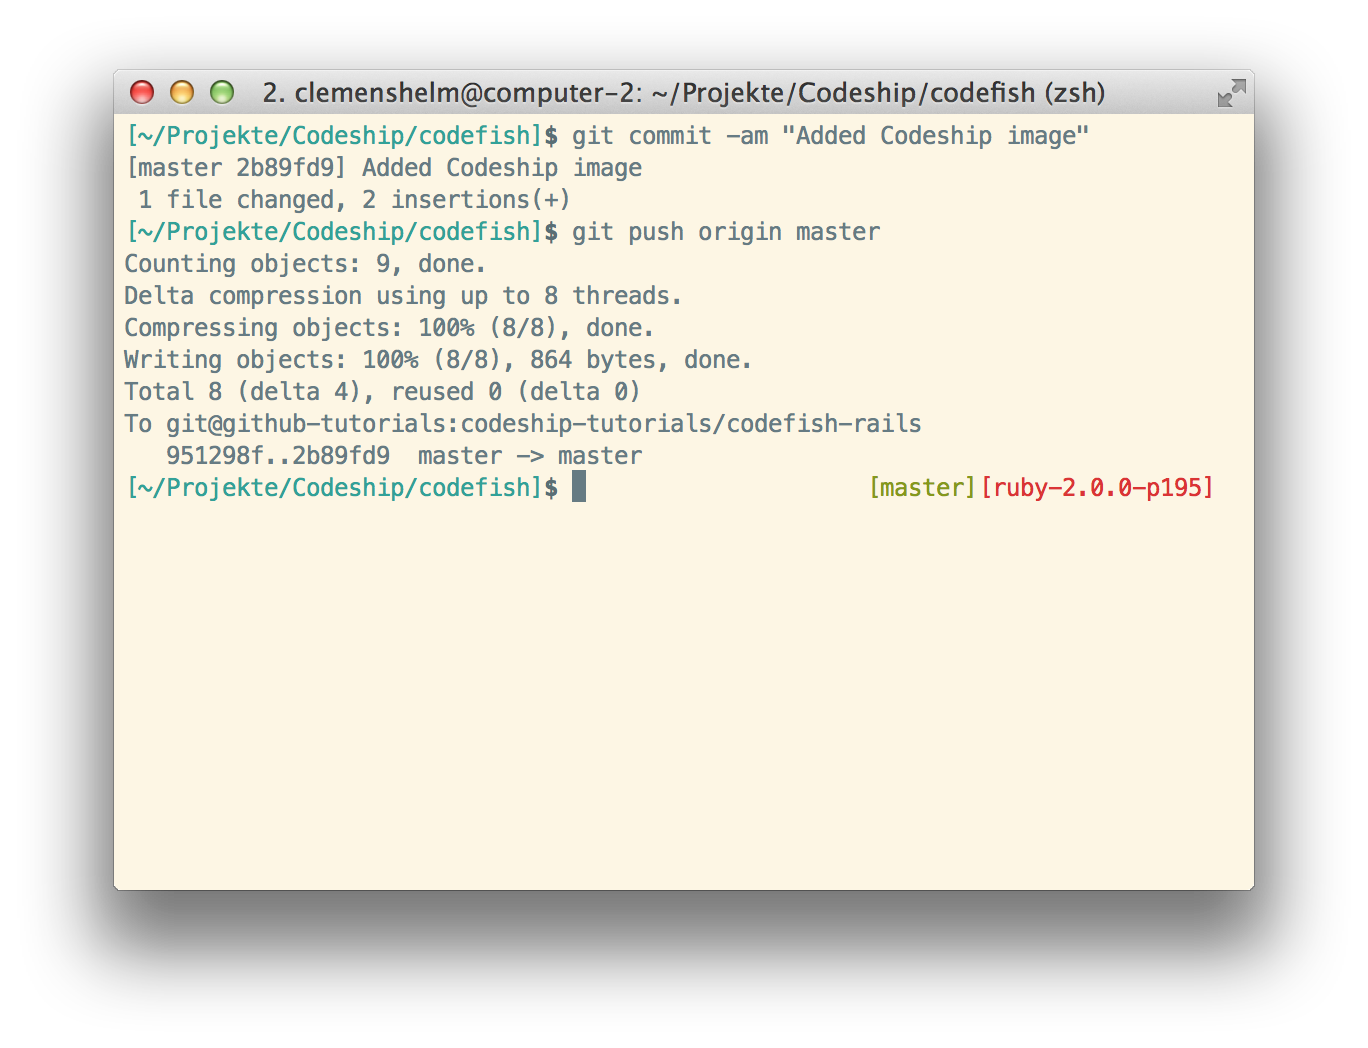 2. clemenshelm@computer-2: ~/Projekte/Codeship/codefish (zsh)
[~/Projekte/Codeship/codefish]$ git commit -am "Added Codeship image"
[master 2b89fd9] Added Codeship image
 1 file changed, 2 insertions(+)
[~/Projekte/Codeship/codefish]$ git push origin master
Counting objects: 9, done.
Delta compression using up to 8 threads.
Compressing objects: 100% (8/8), done.
Writing objects: 100% (8/8), 864 bytes, done.
Total 8 (delta 4), reused 0 (delta 0)
To git@github-tutorials:codeship-tutorials/codefish-rails
   951298f..2b89fd9  master -> master
[~/Projekte/Codeship/codefish]$ [master][ruby-2.0.0-p195]